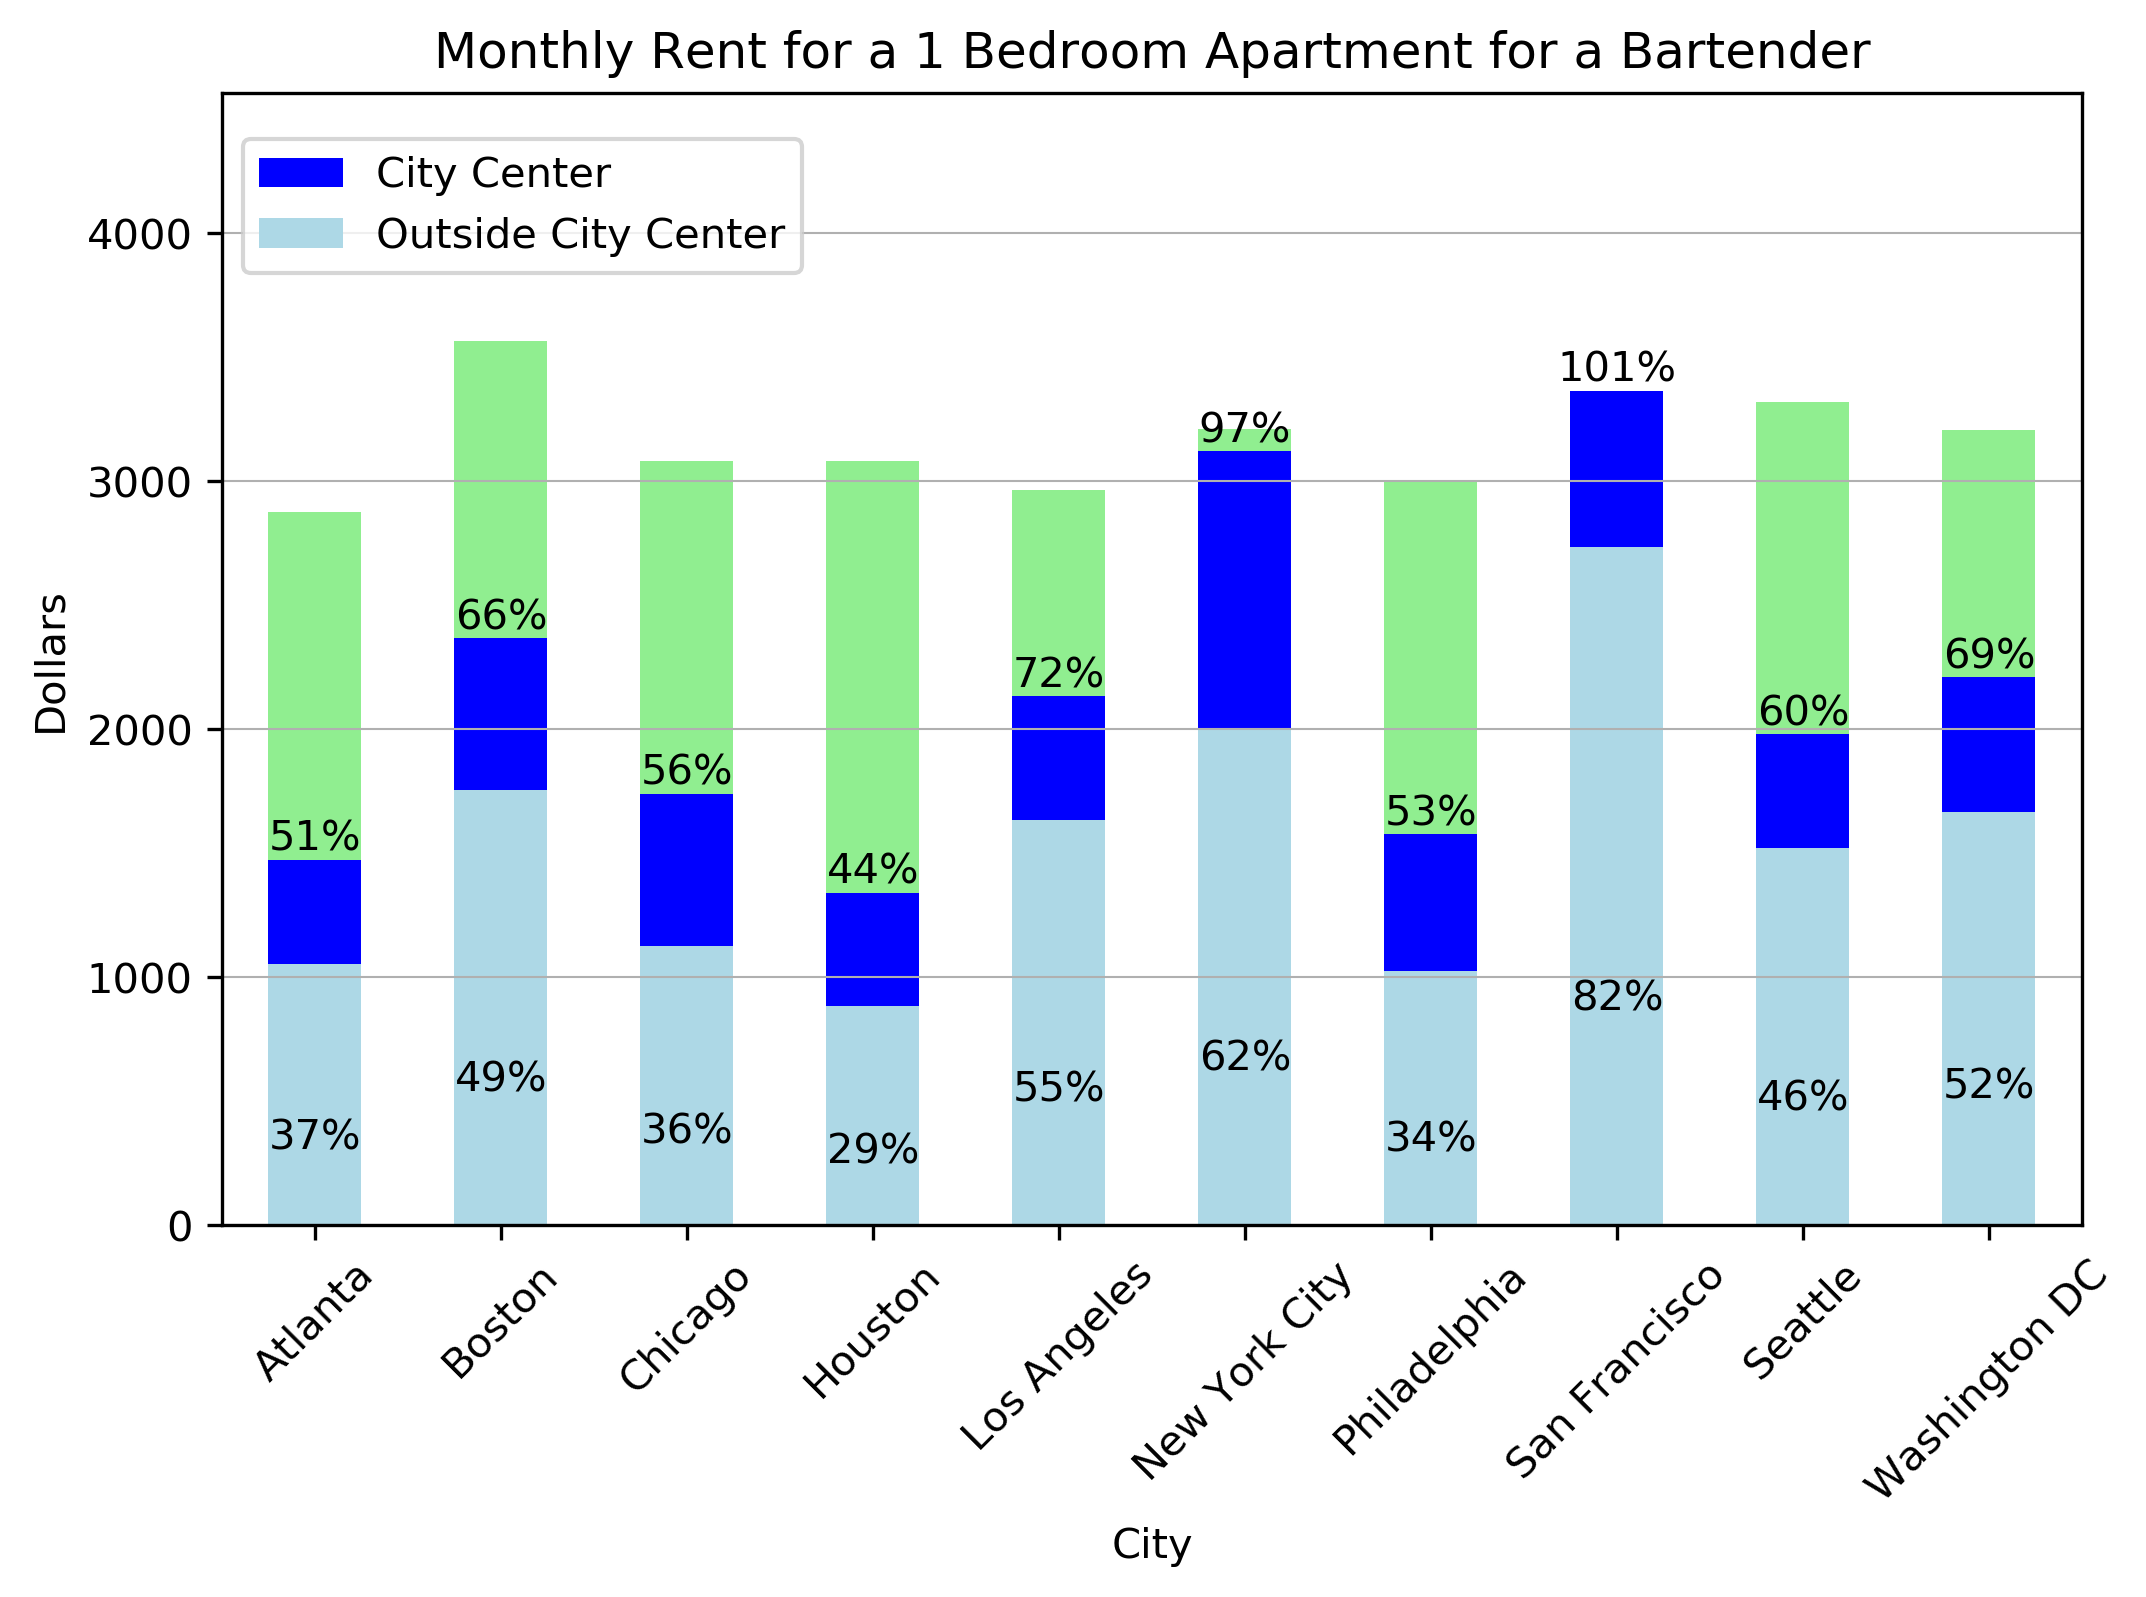 Monthly Rent for a 1 Bedroom Apartment for a Bartender
City Center
Outside City Center
Dollars
4000
3000
2000
1000
0
51%
66%
56%
44%
72%
97%
53%
101%
60%
69%
37%
49%
36%
29%
55%
62%
34%
82%
46%
52%
Atlanta
Boston
Chicago
Houston
Los Angeles
New York City
Philadelphia
San Francisco
Seattle
Washington DC
City